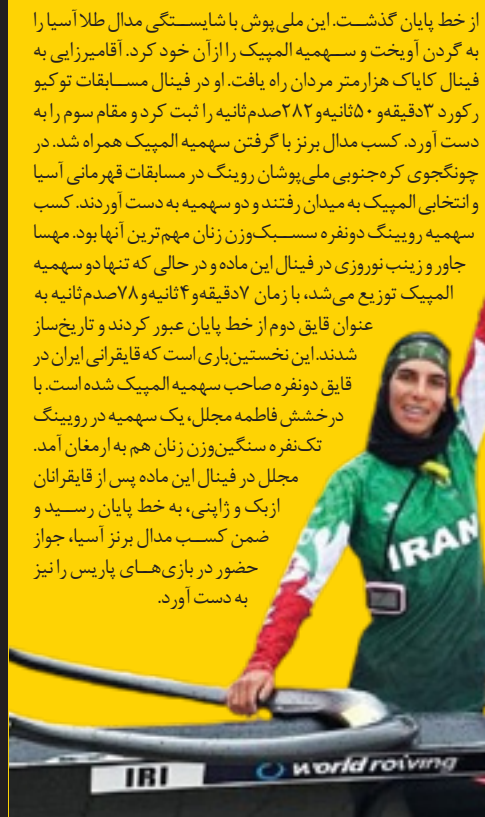 از خط پایان گذشت. این ملی‌پوش با شایستگی مدال طلا آسیا را
به گردن آویخت و سهمیه المپیک را ازآن خود کرد. آقامیرزایی به
فینال کایاک هزارمتر مردان راه یافت. او در فینال مسابقات توکیو
رکورد ۳دقیقه‌و ۵۰ثانیه‌و ۲۸۲صدم‌ثانیه را ثبت کرد و مقام سوم را به
دست آورد. کسب مدال برنز با گرفتن سهمیه المپیک همراه شد. در
چونگجوی کره‌جنوبی ملی‌پوشان روینگ در مسابقات قهرمانی آسیا
و انتخابی المپیک به میدان رفتند و دو سهمیه به دست آوردند. کسب
سهمیه رویینگ دونفره سسبک‌وزن زنان مهم‌ترین آنها بود. مهسا
جاور و زینب نوروزی در فینال این ماده و در حالی که تنها دو سهمیه
المپیک توزیع می‌شد، با زمان ۷دقیقه‌و ۴ثانیه‌و ۷۸صدم‌ثانیه به
عنوان قایق دوم از خط پایان عبور کردند و تاریخ‌ساز
شدند. این نخستین‌باری است که قایقرانی ایران در
قایق دونفره صاحب سهمیه المپیک شده است. با
درخشش فاطمه مجلل، یک سهمیه در رویینگ
تک‌نفره سنگین‌وزن زنان هم به ارمغان آمد.
مجلل در فینال این ماده پس از قایقرانان
ازبک و ژاپنی، به خط پایان رسید و
ضمن کسب مدال برنز آسیا، جواز
حضور در بازی‌های پاریس را نیز
به دست آورد.
IRAN
IRI
world rowing